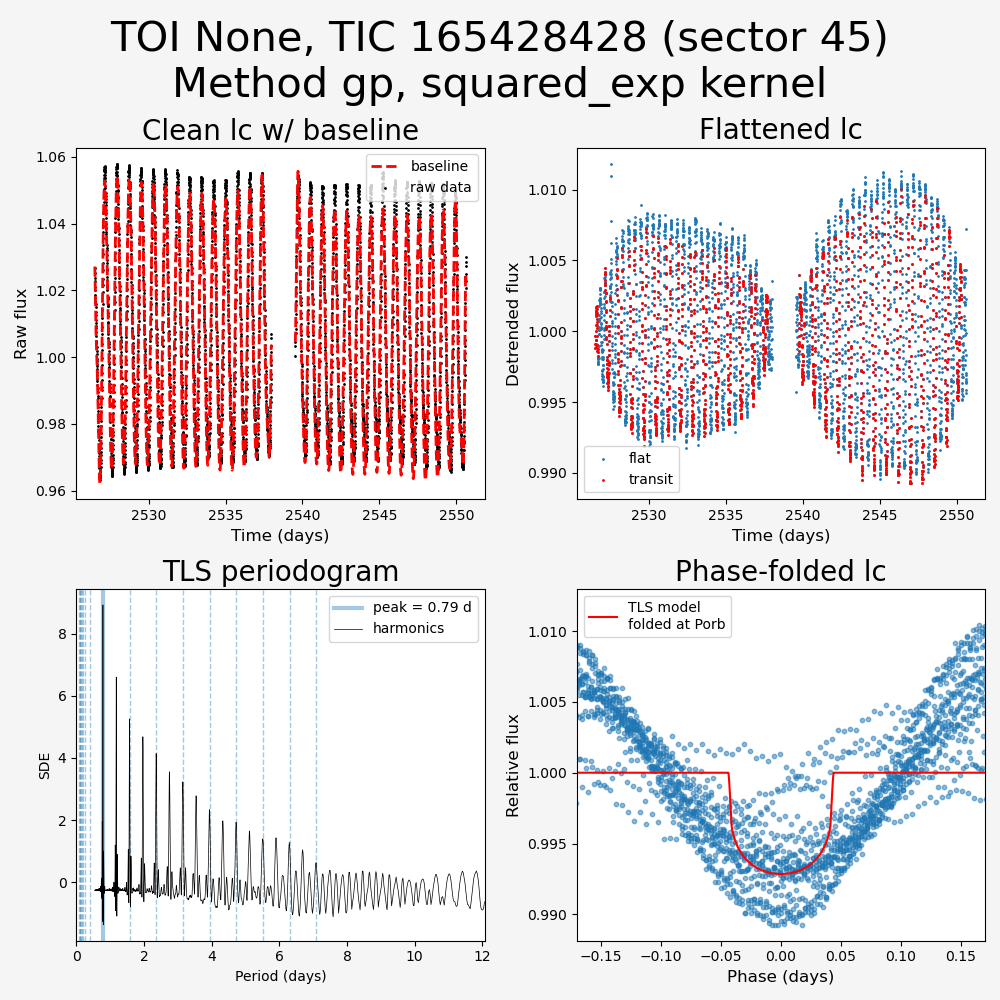 TOI None, TIC 165428428 (sector 45)
Method gp, squared_exp kernel
Clean lc w/ baseline
Raw flux
1.06
1.04
1.02
1.00
0.98
0.96
baseline
raw data
2530
2535
2540
2545
2550
Time (days)
Flattened lc
Detrended flux
1.010
1.005
1.000
0.995
0.990
flat
transit
2530
2535
2540
2545
2550
Time (days)
TLS periodogram
SDE
8
6
4
2
0
peak = 0.79 d
harmonics
0
2
4
6
8
10
12
Period (days)
Phase-folded lc
Relative flux
1.010
1.005
1.000
0.995
0.990
TLS model
folded at Porb
−0.15
−0.10
−0.05
0.00
0.05
0.10
0.15
Phase (days)